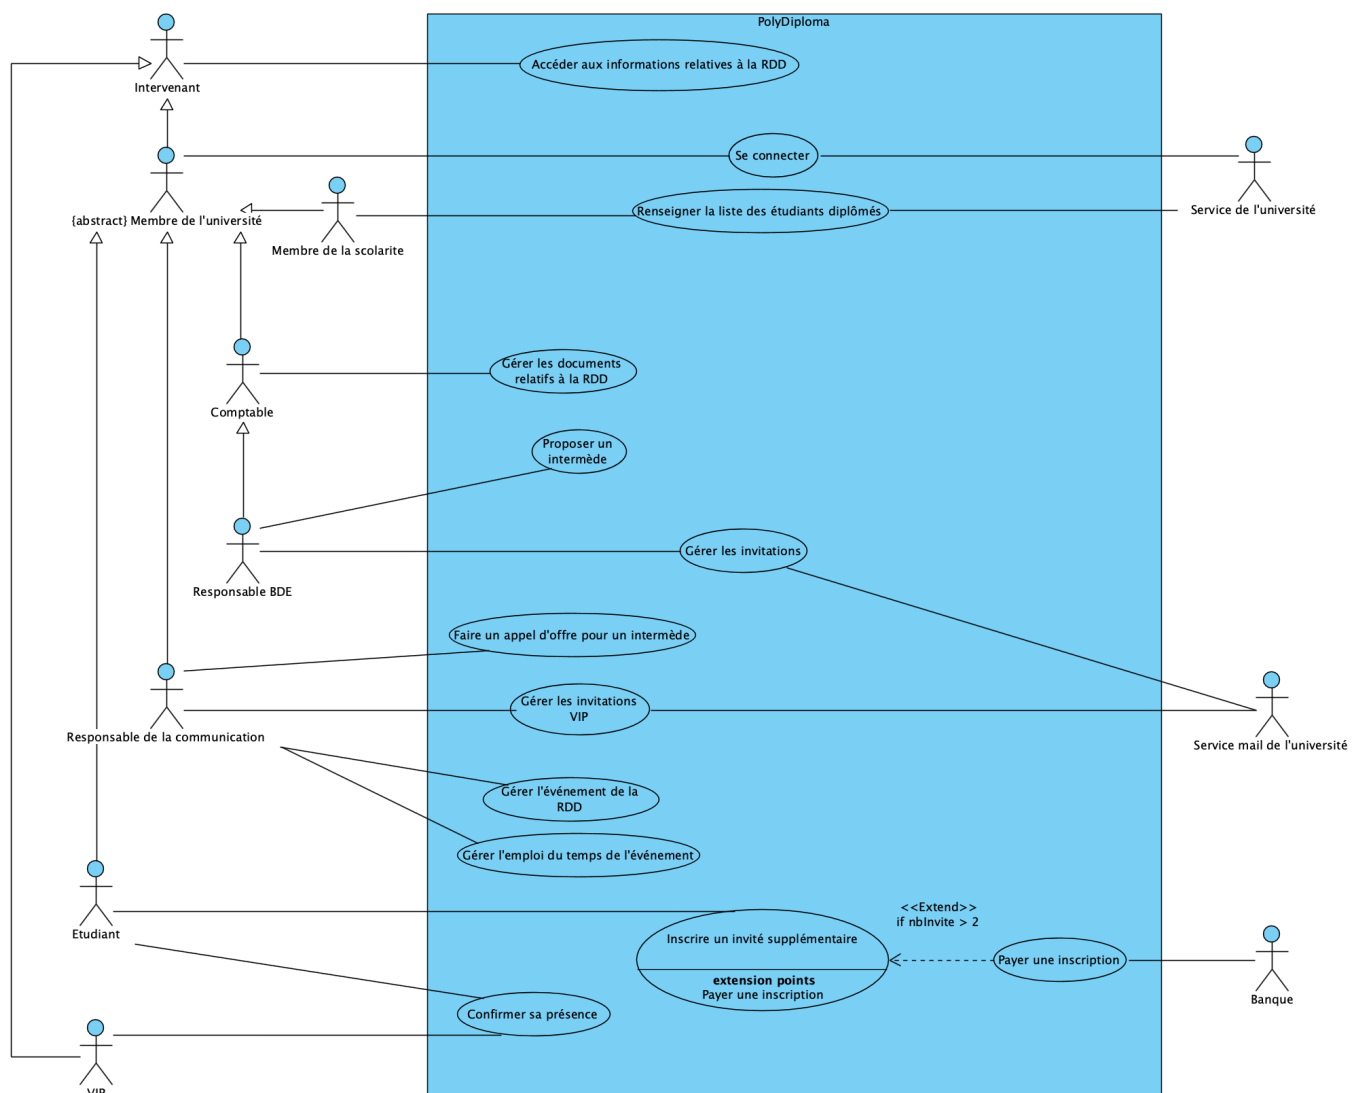 PolyDiploma
Accéder aux informations relatives à la RDD
Intervenant
Se connecter
{abstract} Membre de l'université
Renseigner la liste des étudiants diplômés
Service de l'université
Membre de la scolarite
Gérer les documents
relatifs à la RDD
Comptable
Proposer un
intermède
Gérer les invitations
Responsable BDE
Faire un appel d'offre pour un intermède
Gérer les invitations
VIP
Responsable de la communication
Service mail de l'université
Gérer l'événement de la
RDD
Gérer l'emploi du temps de l'événement
<<Extend>>
if nbInvite > 2
Etudiant
Inscrire un invité supplémentaire
Payer une inscription
extension points
Payer une inscription
Banque
Confirmer sa présence
VIP